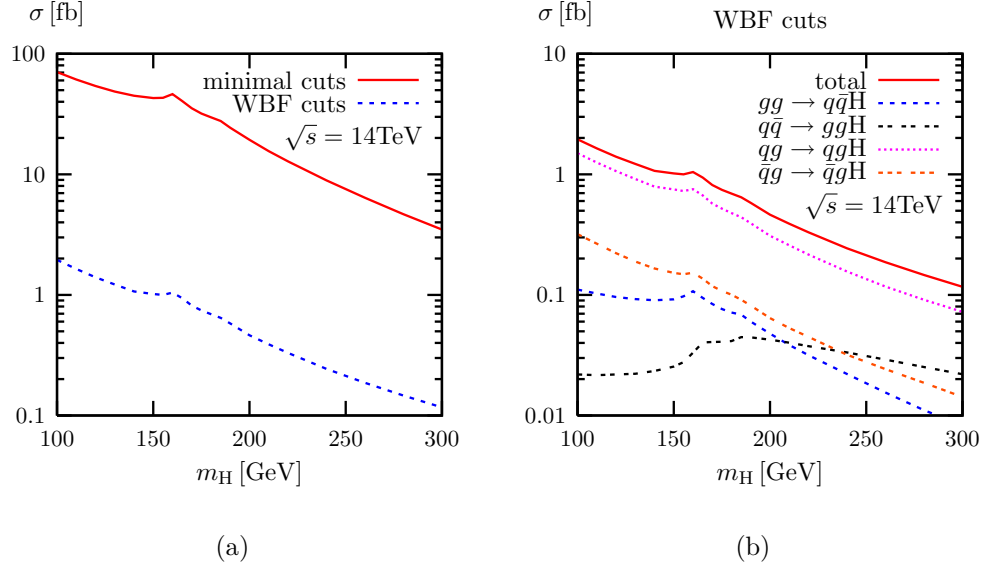 σ [fb]
100
10
1
0.1
100
150
200
250
300
m_H [GeV]
minimal cuts
WBF cuts
√s = 14TeV
(a)
WBF cuts
σ [fb]
10
1
0.1
0.01
100
150
200
250
300
m_H [GeV]
total
gg → qq̄H
qq̄ → ggH
qg → qgH
q̄g → q̄gH
√s = 14TeV
(b)